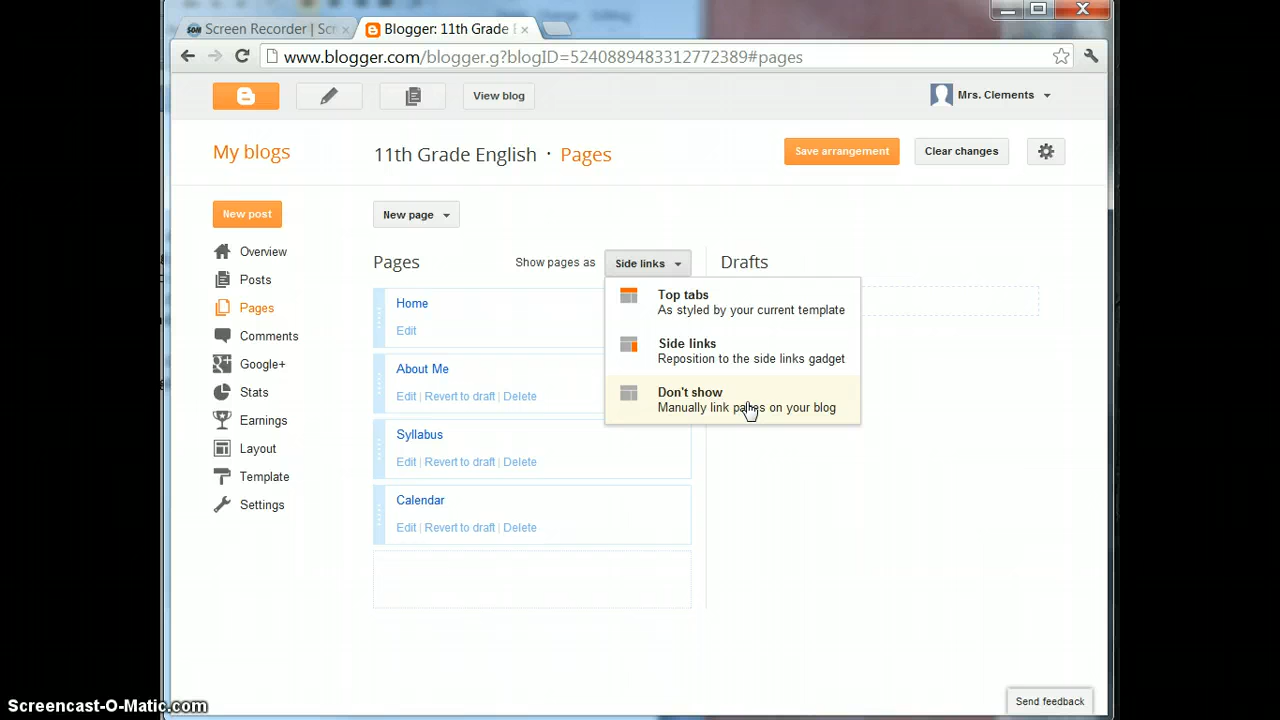 Screen Recorder | Scr
Blogger: 11th Grade E
www.blogger.com/blogger.g?blogID=5240889483312772389#pages
View blog
Mrs. Clements
My blogs
11th Grade English · Pages
Save arrangement
Clear changes
New post
New page
Overview
Posts
Pages
Comments
Google+
Stats
Earnings
Layout
Template
Settings
Pages
Show pages as
Side links
Drafts
Top tabs
As styled by your current template
Side links
Reposition to the side links gadget
Don't show
Manually link pages on your blog
Home
Edit
About Me
Edit | Revert to draft | Delete
Syllabus
Edit | Revert to draft | Delete
Calendar
Edit | Revert to draft | Delete
Send feedback
Screencast-O-Matic.com